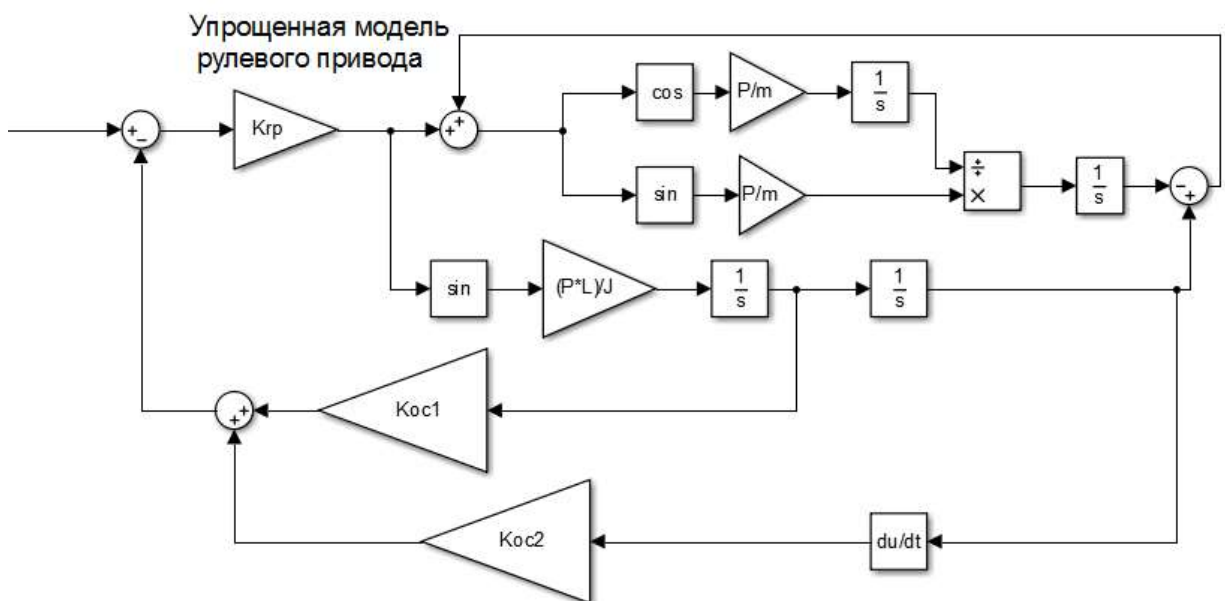 Упрощенная модель
рулевого привода
cos
P/m
1
s
Krp
sin
P/m
÷
×
1
s
sin
(P*L)/J
1
s
1
s
Koc1
Koc2
du/dt